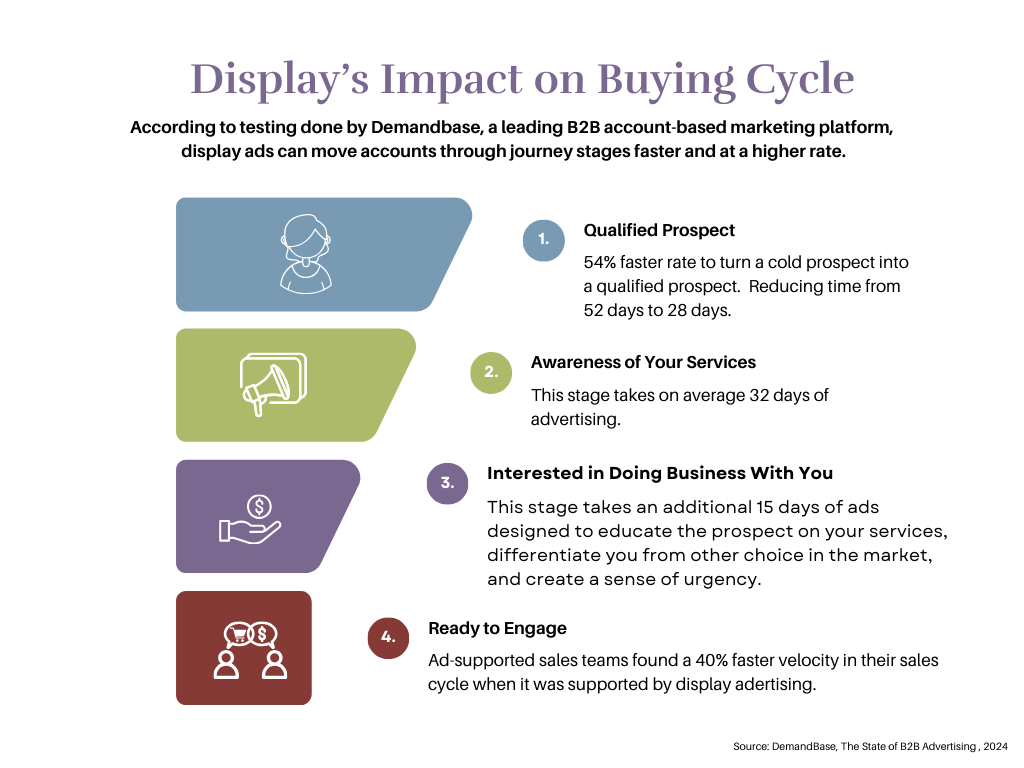 Display’s Impact on Buying Cycle
According to testing done by Demandbase, a leading B2B account-based marketing platform,
display ads can move accounts through journey stages faster and at a higher rate.
1.
Qualified Prospect
54% faster rate to turn a cold prospect into
a qualified prospect.  Reducing time from
52 days to 28 days.
2.
Awareness of Your Services
This stage takes on average 32 days of
advertising.
3.
Interested in Doing Business With You
This stage takes an additional 15 days of ads
designed to educate the prospect on your services,
differentiate you from other choice in the market,
and create a sense of urgency.
4.
Ready to Engage
Ad-supported sales teams found a 40% faster velocity in their sales
cycle when it was supported by display adertising.
Source: DemandBase, The State of B2B Advertising , 2024